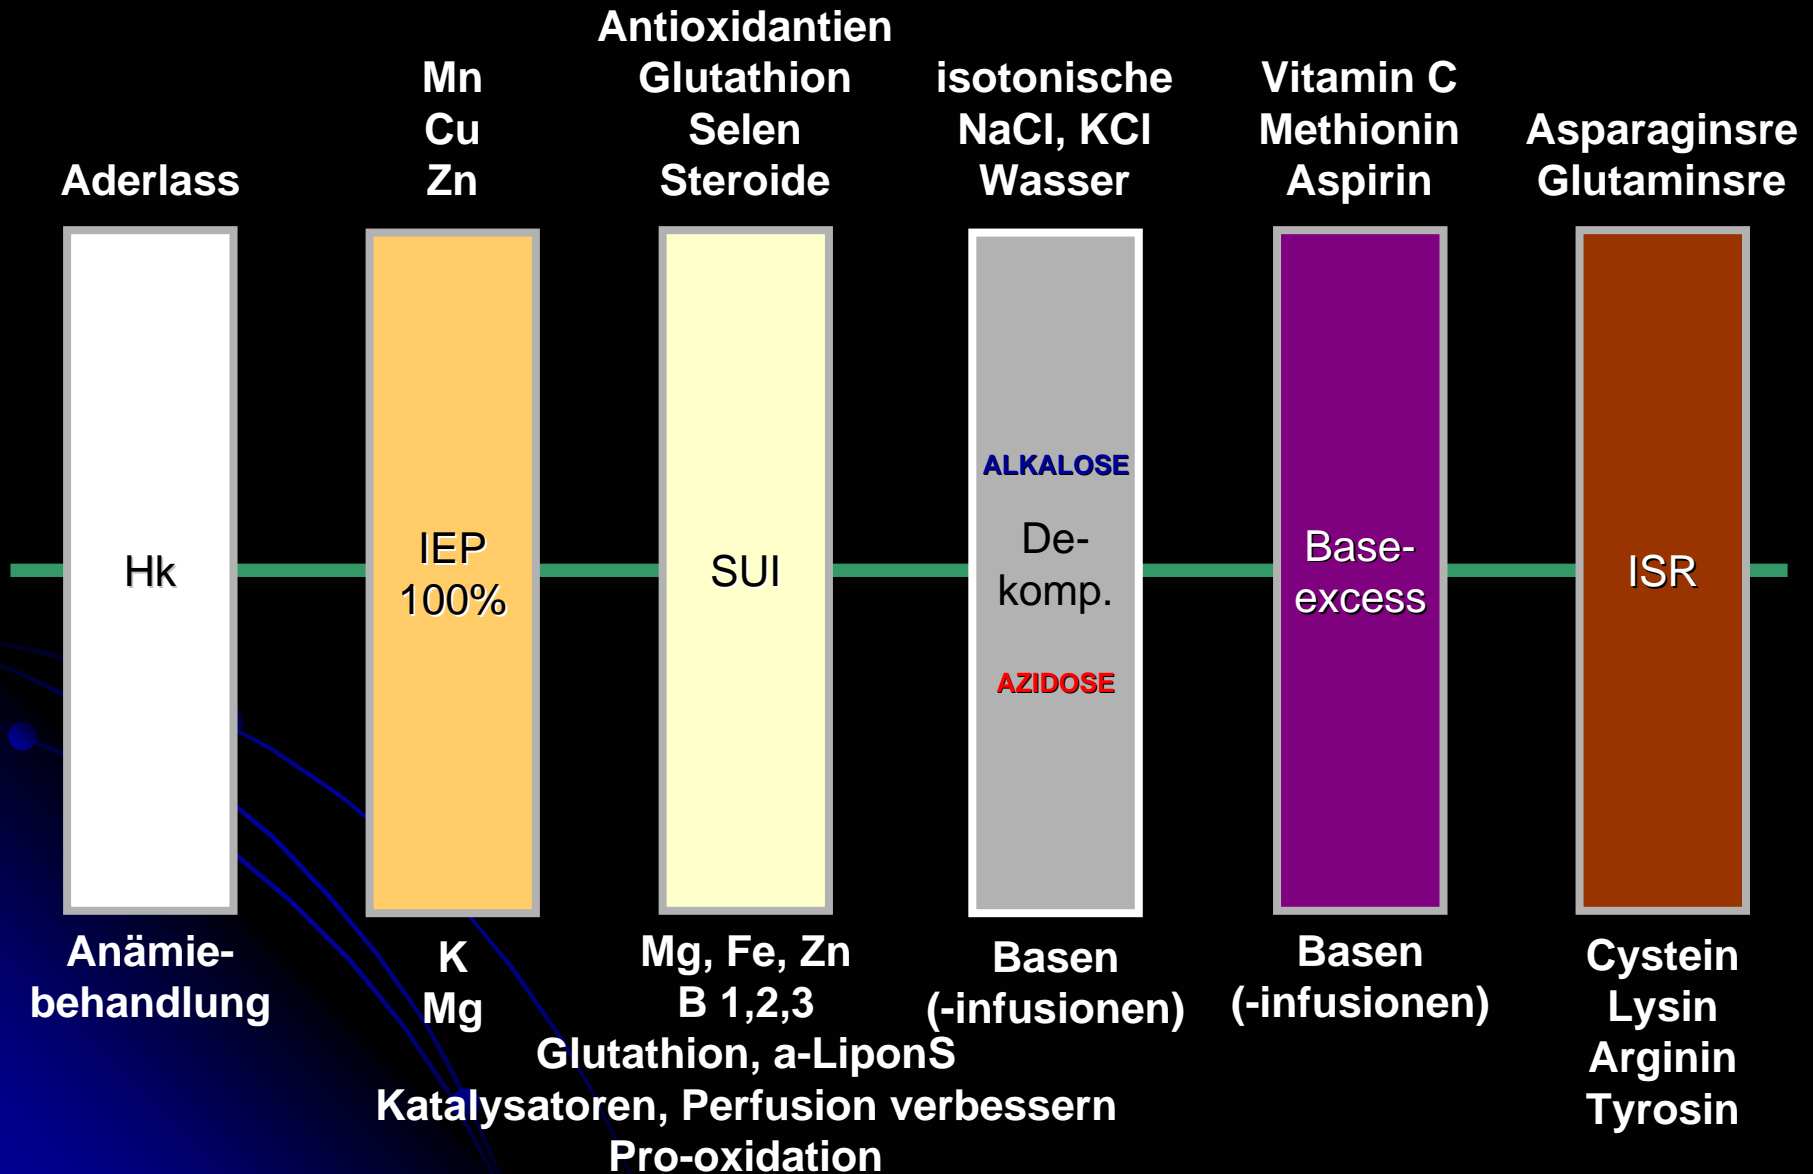 Aderlass
Mn
Cu
Zn
Antioxidantien
Glutathion
Selen
Steroide
isotonische
NaCl, KCl
Wasser
Vitamin C
Methionin
Aspirin
Asparaginsre
Glutaminsre
Hk
IEP
100%
SUI
ALKALOSE
De-
komp.
AZIDOSE
Base-
excess
ISR
Anämie-
behandlung
K
Mg
Mg, Fe, Zn
B 1,2,3
Glutathion, a-LiponS
Katalysatoren, Perfusion verbessern
Pro-oxidation
Basen
(-infusionen)
Basen
(-infusionen)
Cystein
Lysin
Arginin
Tyrosin